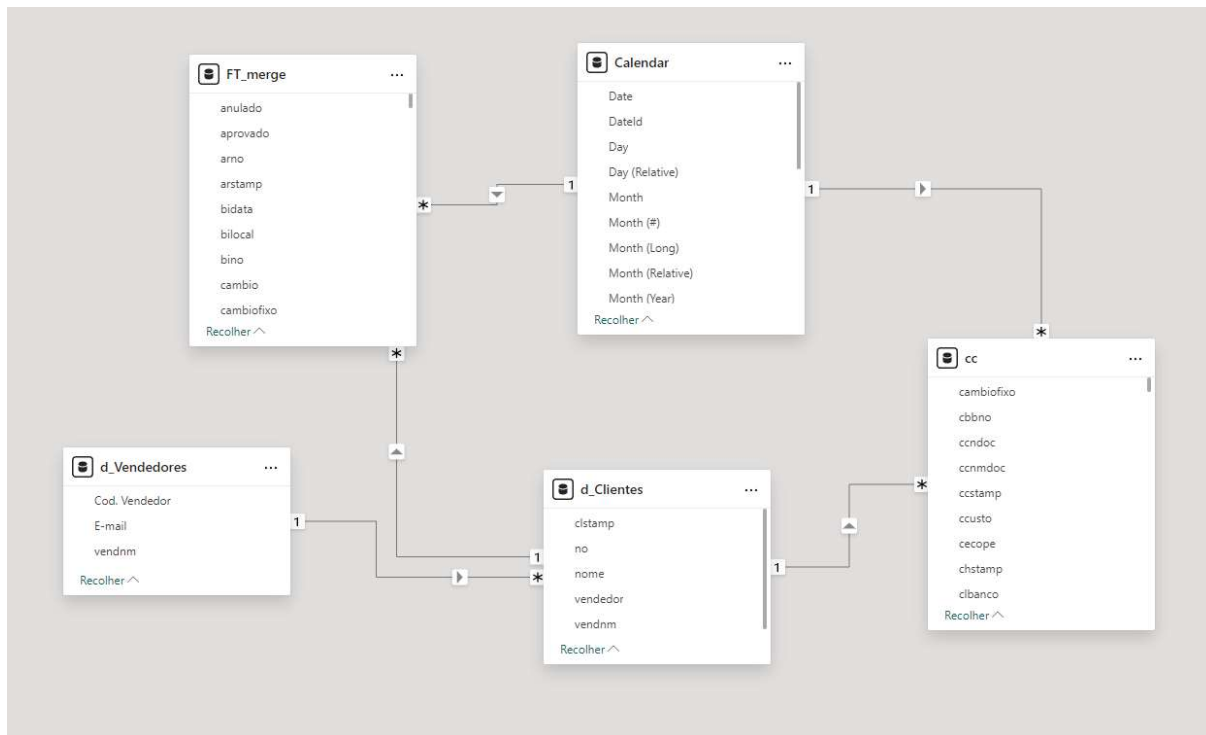 FT_merge
...
anulado
aprovado
arno
arstamp
bidata
bilocal
bino
cambio
cambiofixo
Recolher
Calendar
...
Date
DateId
Day
Day (Relative)
Month
Month (#)
Month (Long)
Month (Relative)
Month (Year)
Recolher
*
1
1
*
cc
...
cambiofixo
cbbno
ccndoc
ccnmdoc
ccstamp
ccusto
cecope
chstamp
clbanco
Recolher
*
d_Vendedores
...
Cod. Vendedor
E-mail
vendnm
Recolher
1
d_Clientes
...
clstamp
no
nome
vendedor
vendnm
Recolher
1
*
1
*